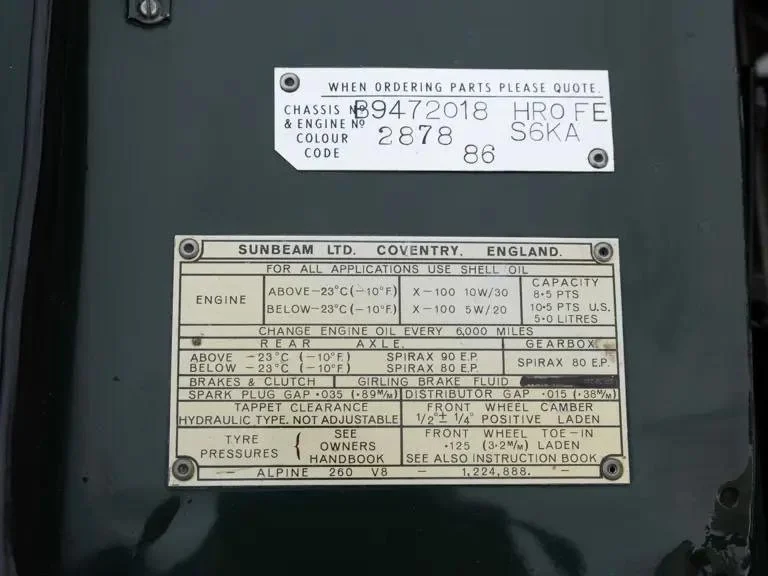 WHEN ORDERING PARTS PLEASE QUOTE.
CHASSIS Nº B9472018 HRO FE
& ENGINE Nº
COLOUR 2878 S6KA
CODE 86
SUNBEAM LTD. COVENTRY. ENGLAND.
FOR ALL APPLICATIONS USE SHELL OIL
ENGINE
ABOVE -23°C (-10°F) X-100 10W/30
BELOW -23°C (-10°F) X-100 5W/20
CAPACITY
8·5 PTS
10·5 PTS U.S.
5·0 LITRES
CHANGE ENGINE OIL EVERY 6,000 MILES
REAR AXLE. GEARBOX
ABOVE -23°C (-10°F.) SPIRAX 90 E.P.
BELOW -23°C (-10°F.) SPIRAX 80 E.P.
SPIRAX 80 E.P.
BRAKES & CLUTCH GIRLING BRAKE FLUID
SPARK PLUG GAP ·035 (·89M/M) DISTRIBUTOR GAP ·015 (·38M/M)
TAPPET CLEARANCE
HYDRAULIC TYPE. NOT ADJUSTABLE
FRONT WHEEL CAMBER
1/2°± 1/4° POSITIVE LADEN
TYRE PRESSURES { SEE OWNERS HANDBOOK
FRONT WHEEL TOE-IN
·125 (3·2M/M) LADEN
SEE ALSO INSTRUCTION BOOK
- ALPINE 260 V8 - 1,224,888. -